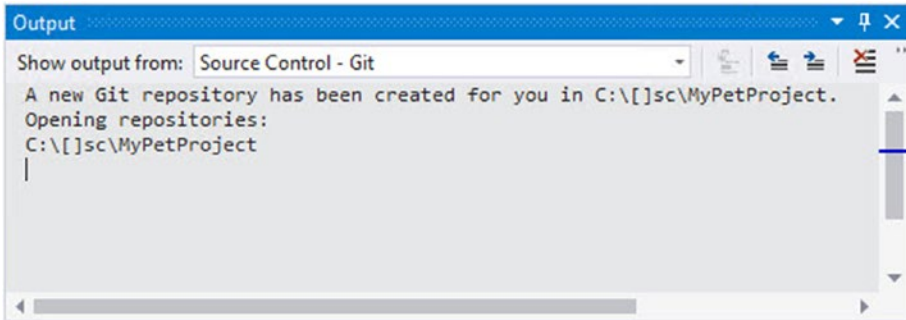 Output
Show output from: Source Control - Git
A new Git repository has been created for you in C:\[]sc\MyPetProject.
Opening repositories:
C:\[]sc\MyPetProject